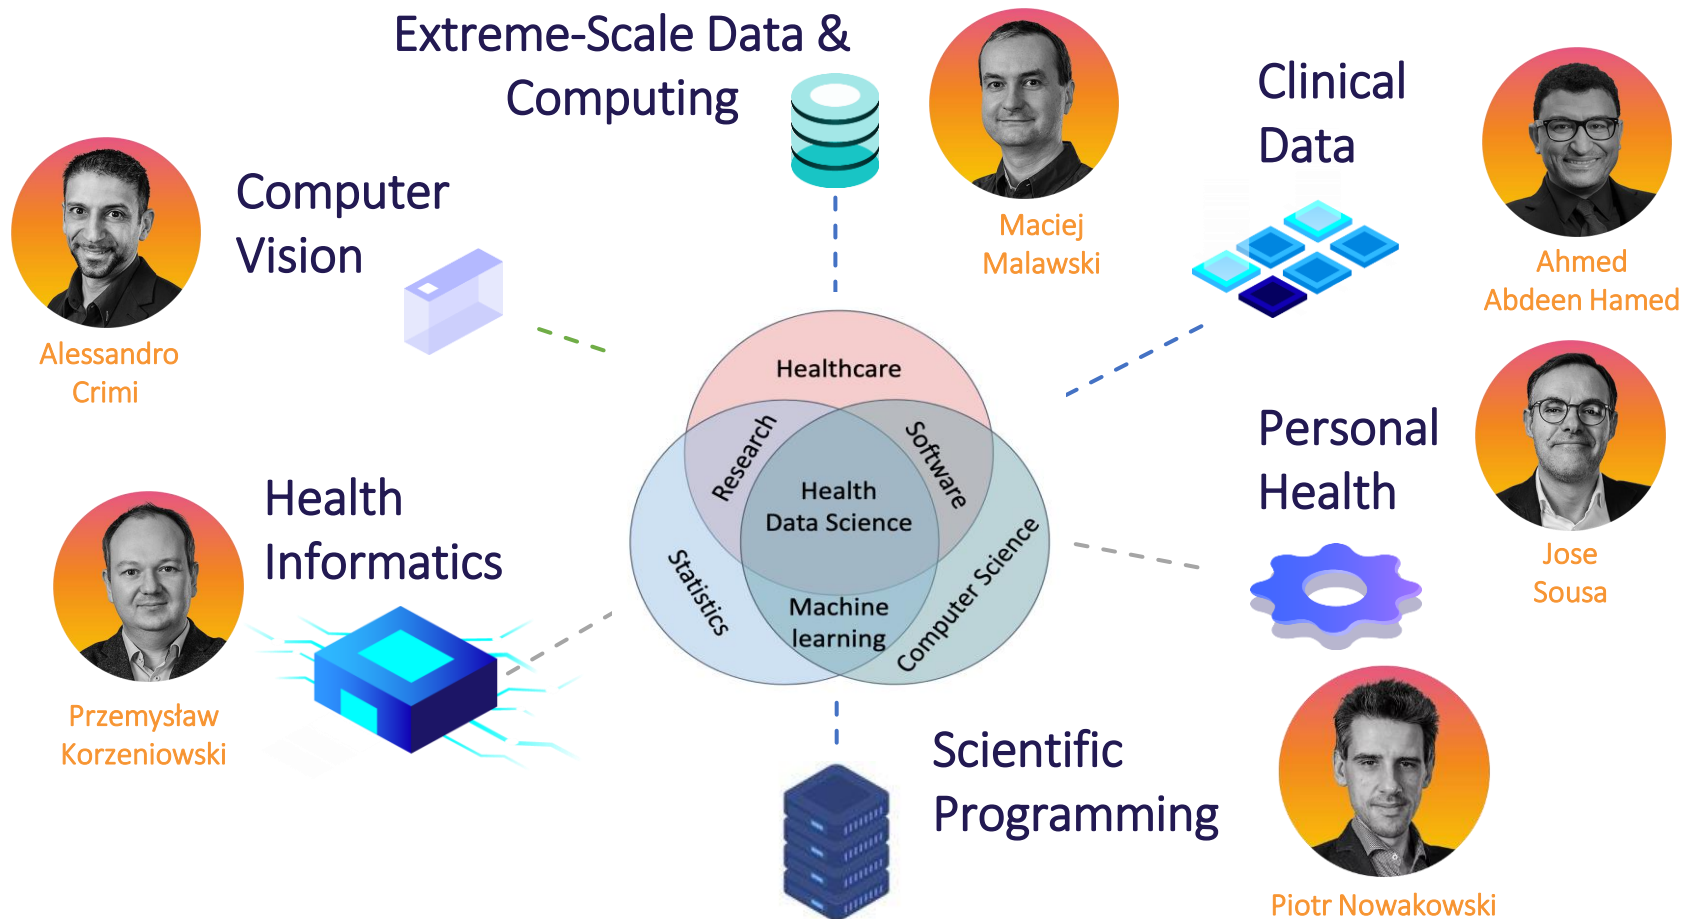 Extreme-Scale Data &
Computing
Maciej
Malawski
Clinical
Data
Ahmed
Abdeen Hamed
Computer
Vision
Alessandro
Crimi
Personal
Health
Jose
Sousa
Health
Informatics
Przemysław
Korzeniowski
Healthcare
Research
Software
Health
Data Science
Statistics
Computer Science
Machine
learning
Scientific
Programming
Piotr Nowakowski